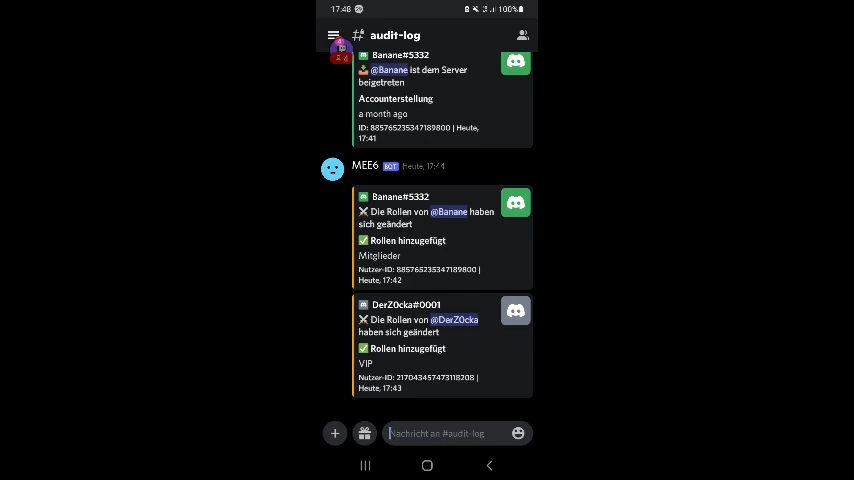 17:48 100%
# audit-log
Banane#5332
@Banane ist dem Server
beigetreten
Accounterstellung
a month ago
ID: 885765235347189800 | Heute,
17:41
MEE6 BOT Heute, 17:44
Banane#5332
Die Rollen von @Banane haben
sich geändert
Rollen hinzugefügt
Mitglieder
Nutzer-ID: 885765235347189800 |
Heute, 17:42
DerZ0cka#0001
Die Rollen von @DerZ0cka
haben sich geändert
Rollen hinzugefügt
VIP
Nutzer-ID: 217043457473118208 |
Heute, 17:43
Nachricht an #audit-log